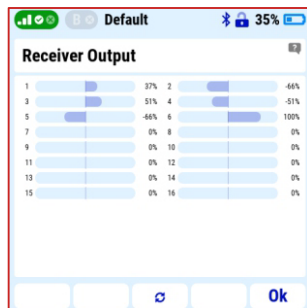 B Default 35%
Receiver Output ?
1 37% 2 -66%
3 51% 4 -51%
5 -66% 6 100%
7 0% 8 0%
9 0% 10 0%
11 0% 12 0%
13 0% 14 0%
15 0% 16 0%
Ok